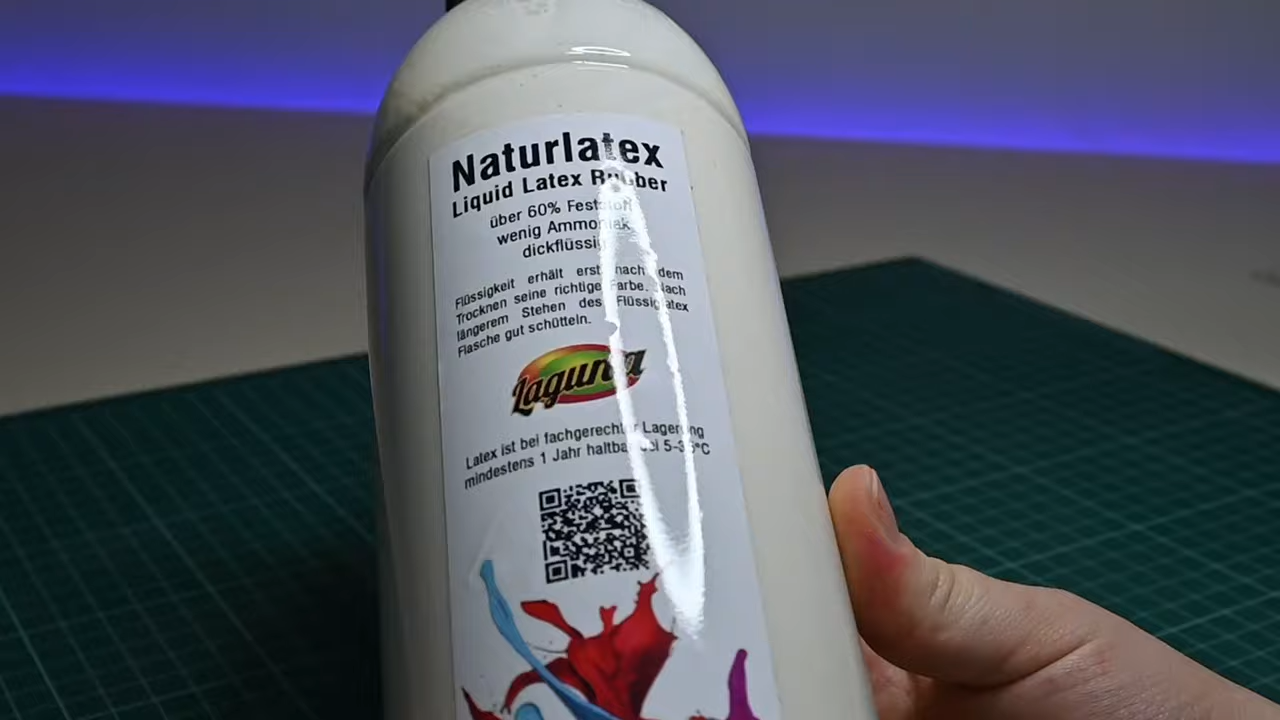 Naturlatex
Liquid Latex Rubber
über 60% Feststoff
wenig Ammoniak
dickflüssig
Flüssigkeit erhält erst nach dem
Trocknen seine richtige Farbe. Nach
längerem Stehen des Flüssiglatex
Flasche gut schütteln.
Laguna
Latex ist bei fachgerechter Lagerung
mindestens 1 Jahr haltbar bei